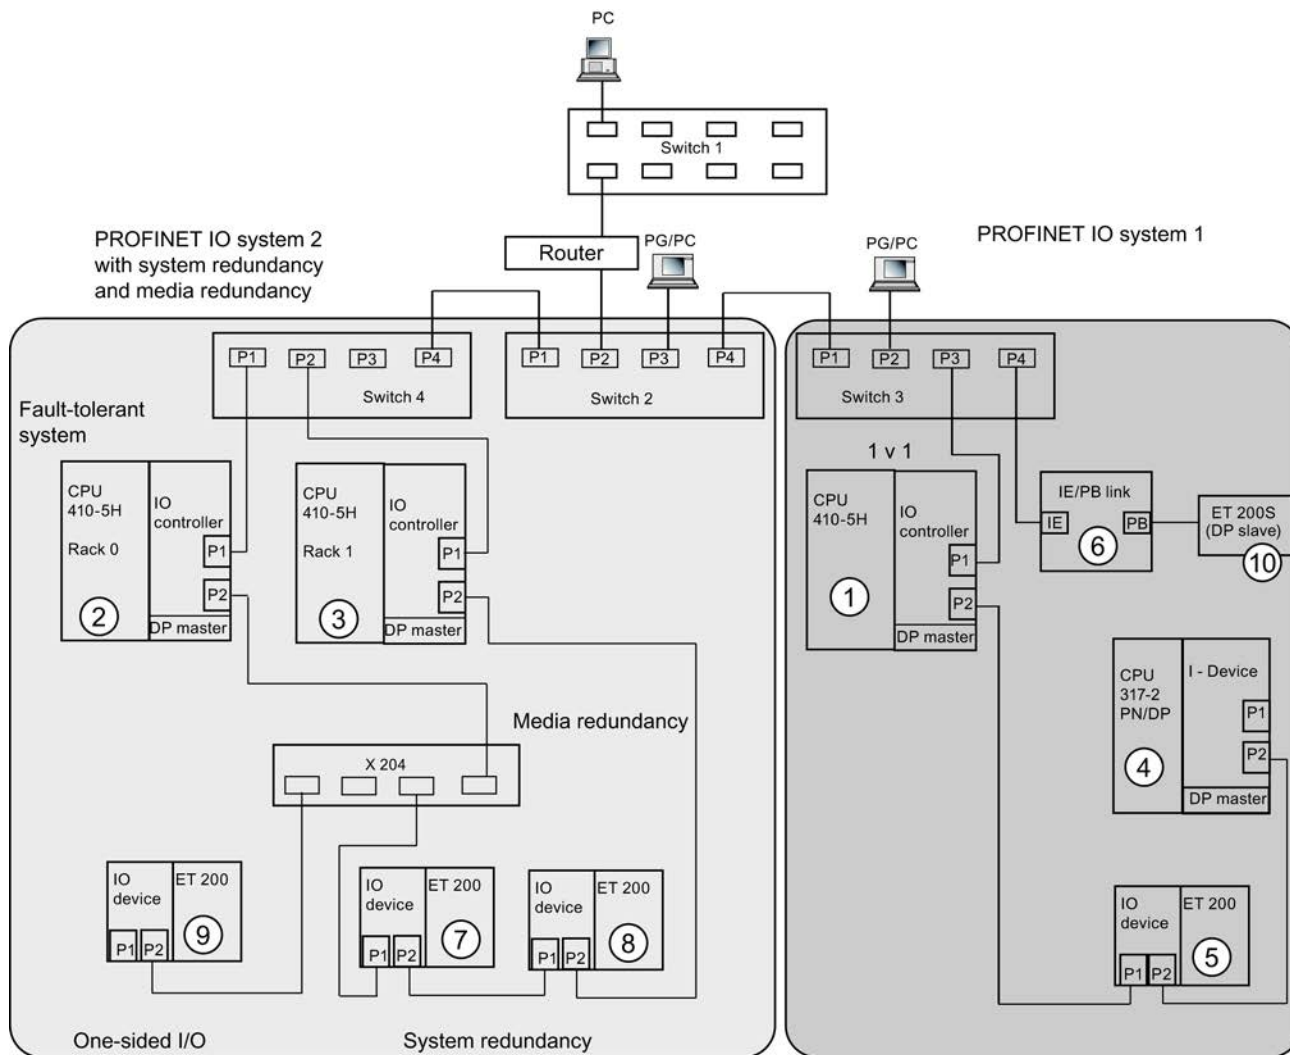 PC
Switch 1
PROFINET IO system 2
with system redundancy
and media redundancy
Router
PG/PC
PG/PC
PROFINET IO system 1
P1 P2 P3 P4
Switch 4
P1 P2 P3 P4
Switch 2
P1 P2 P3 P4
Switch 3
Fault-tolerant
system
CPU
410-5H
Rack 0
IO
controller
P1
P2
DP master
2
CPU
410-5H
Rack 1
IO
controller
P1
P2
DP master
3
1 v 1
CPU
410-5H
IO
controller
P1
P2
DP master
1
IE/PB link
IE
PB
6
ET 200S
(DP slave)
10
CPU
317-2
PN/DP
I - Device
P1
P2
DP master
4
Media redundancy
X 204
IO
device
ET 200
P1 P2
9
IO
device
ET 200
P1 P2
7
IO
device
ET 200
P1 P2
8
IO
device
ET 200
P1 P2
5
One-sided I/O
System redundancy